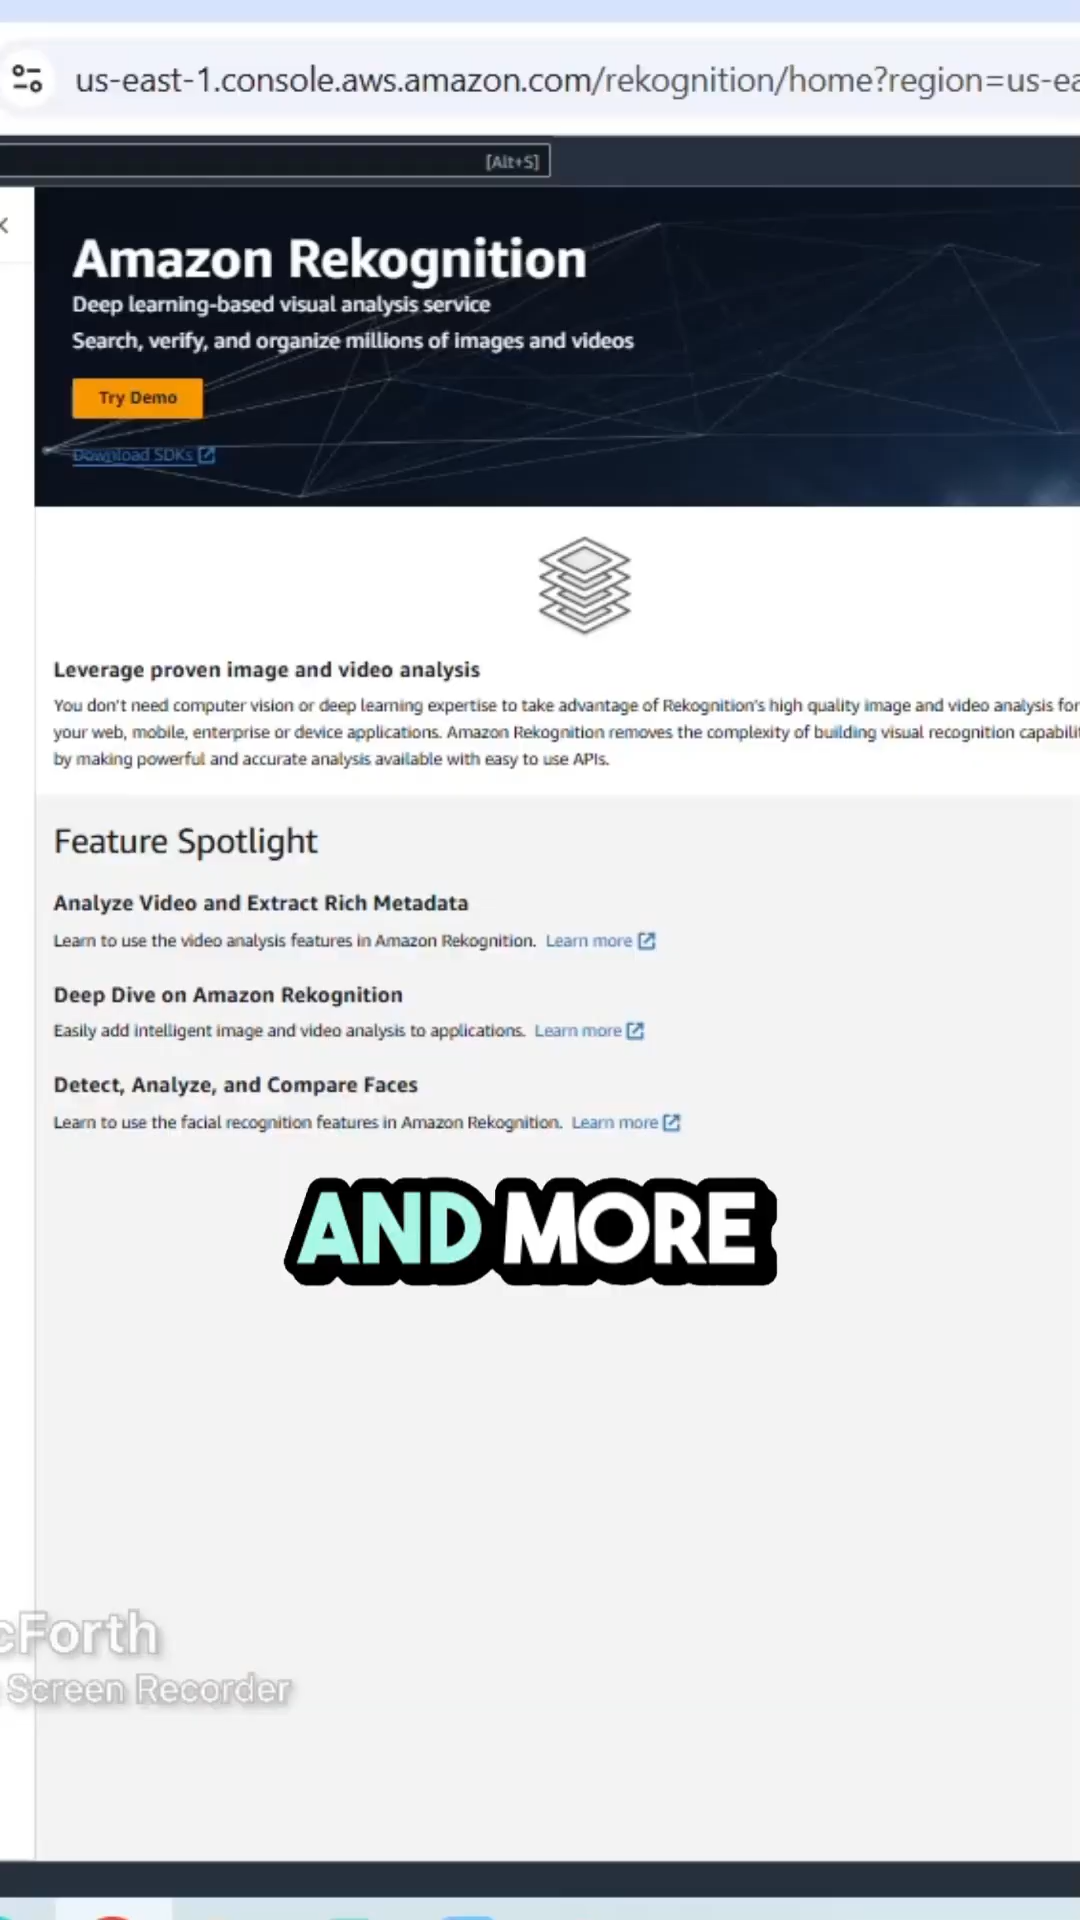 us-east-1.console.aws.amazon.com/rekognition/home?region=us-ea
[Alt+S]
Amazon Rekognition
Deep learning-based visual analysis service
Search, verify, and organize millions of images and videos
Try Demo
Download SDKs
Leverage proven image and video analysis
You don't need computer vision or deep learning expertise to take advantage of Rekognition's high quality image and video analysis for
your web, mobile, enterprise or device applications. Amazon Rekognition removes the complexity of building visual recognition capabilit
by making powerful and accurate analysis available with easy to use APIs.
Feature Spotlight
Analyze Video and Extract Rich Metadata
Learn to use the video analysis features in Amazon Rekognition. Learn more
Deep Dive on Amazon Rekognition
Easily add intelligent image and video analysis to applications. Learn more
Detect, Analyze, and Compare Faces
Learn to use the facial recognition features in Amazon Rekognition. Learn more
AND MORE
cForth
Screen Recorder